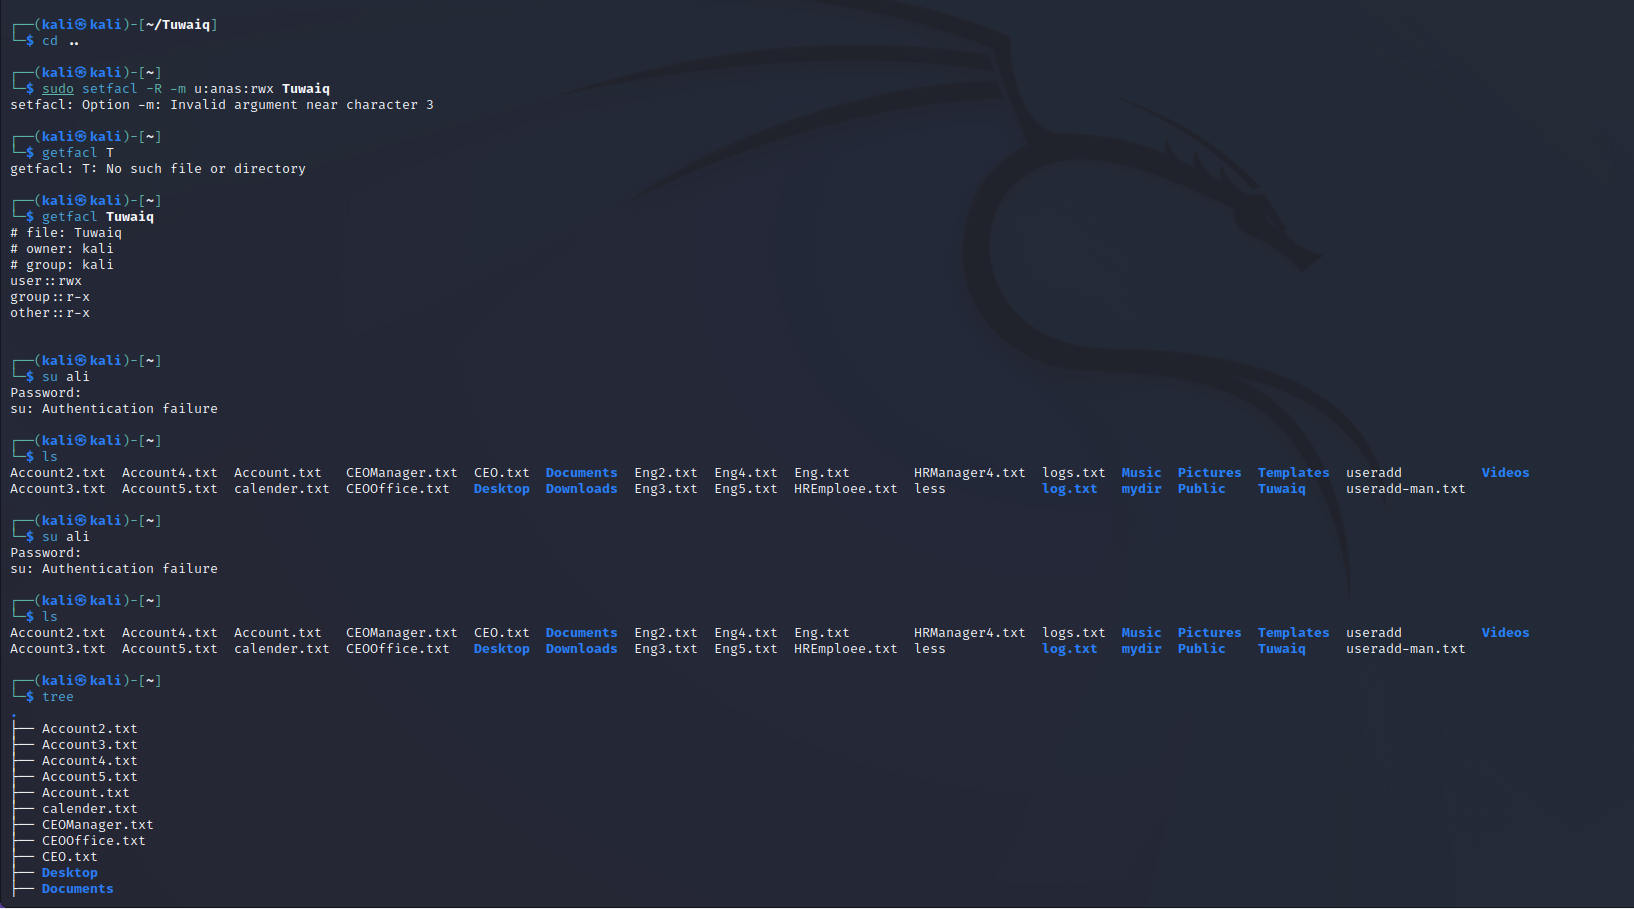 ┌──(kali㉿kali)-[~/Tuwaiq]
└─$ cd ..
┌──(kali㉿kali)-[~]
└─$ sudo setfacl -R -m u:anas:rwx Tuwaiq
setfacl: Option -m: Invalid argument near character 3
┌──(kali㉿kali)-[~]
└─$ getfacl T
getfacl: T: No such file or directory
┌──(kali㉿kali)-[~]
└─$ getfacl Tuwaiq
# file: Tuwaiq
# owner: kali
# group: kali
user::rwx
group::r-x
other::r-x
┌──(kali㉿kali)-[~]
└─$ su ali
Password:
su: Authentication failure
┌──(kali㉿kali)-[~]
└─$ ls
Account2.txt  Account4.txt  Account.txt   CEOManager.txt  CEO.txt  Documents  Eng2.txt  Eng4.txt  Eng.txt        HRManager4.txt  logs.txt  Music  Pictures  Templates  useradd          Videos
Account3.txt  Account5.txt  calender.txt  CEOOffice.txt   Desktop  Downloads  Eng3.txt  Eng5.txt  HREmploee.txt  less            log.txt   mydir  Public    Tuwaiq     useradd-man.txt
┌──(kali㉿kali)-[~]
└─$ su ali
Password:
su: Authentication failure
┌──(kali㉿kali)-[~]
└─$ ls
Account2.txt  Account4.txt  Account.txt   CEOManager.txt  CEO.txt  Documents  Eng2.txt  Eng4.txt  Eng.txt        HRManager4.txt  logs.txt  Music  Pictures  Templates  useradd          Videos
Account3.txt  Account5.txt  calender.txt  CEOOffice.txt   Desktop  Downloads  Eng3.txt  Eng5.txt  HREmploee.txt  less            log.txt   mydir  Public    Tuwaiq     useradd-man.txt
┌──(kali㉿kali)-[~]
└─$ tree
.
├── Account2.txt
├── Account3.txt
├── Account4.txt
├── Account5.txt
├── Account.txt
├── calender.txt
├── CEOManager.txt
├── CEOOffice.txt
├── CEO.txt
├── Desktop
├── Documents